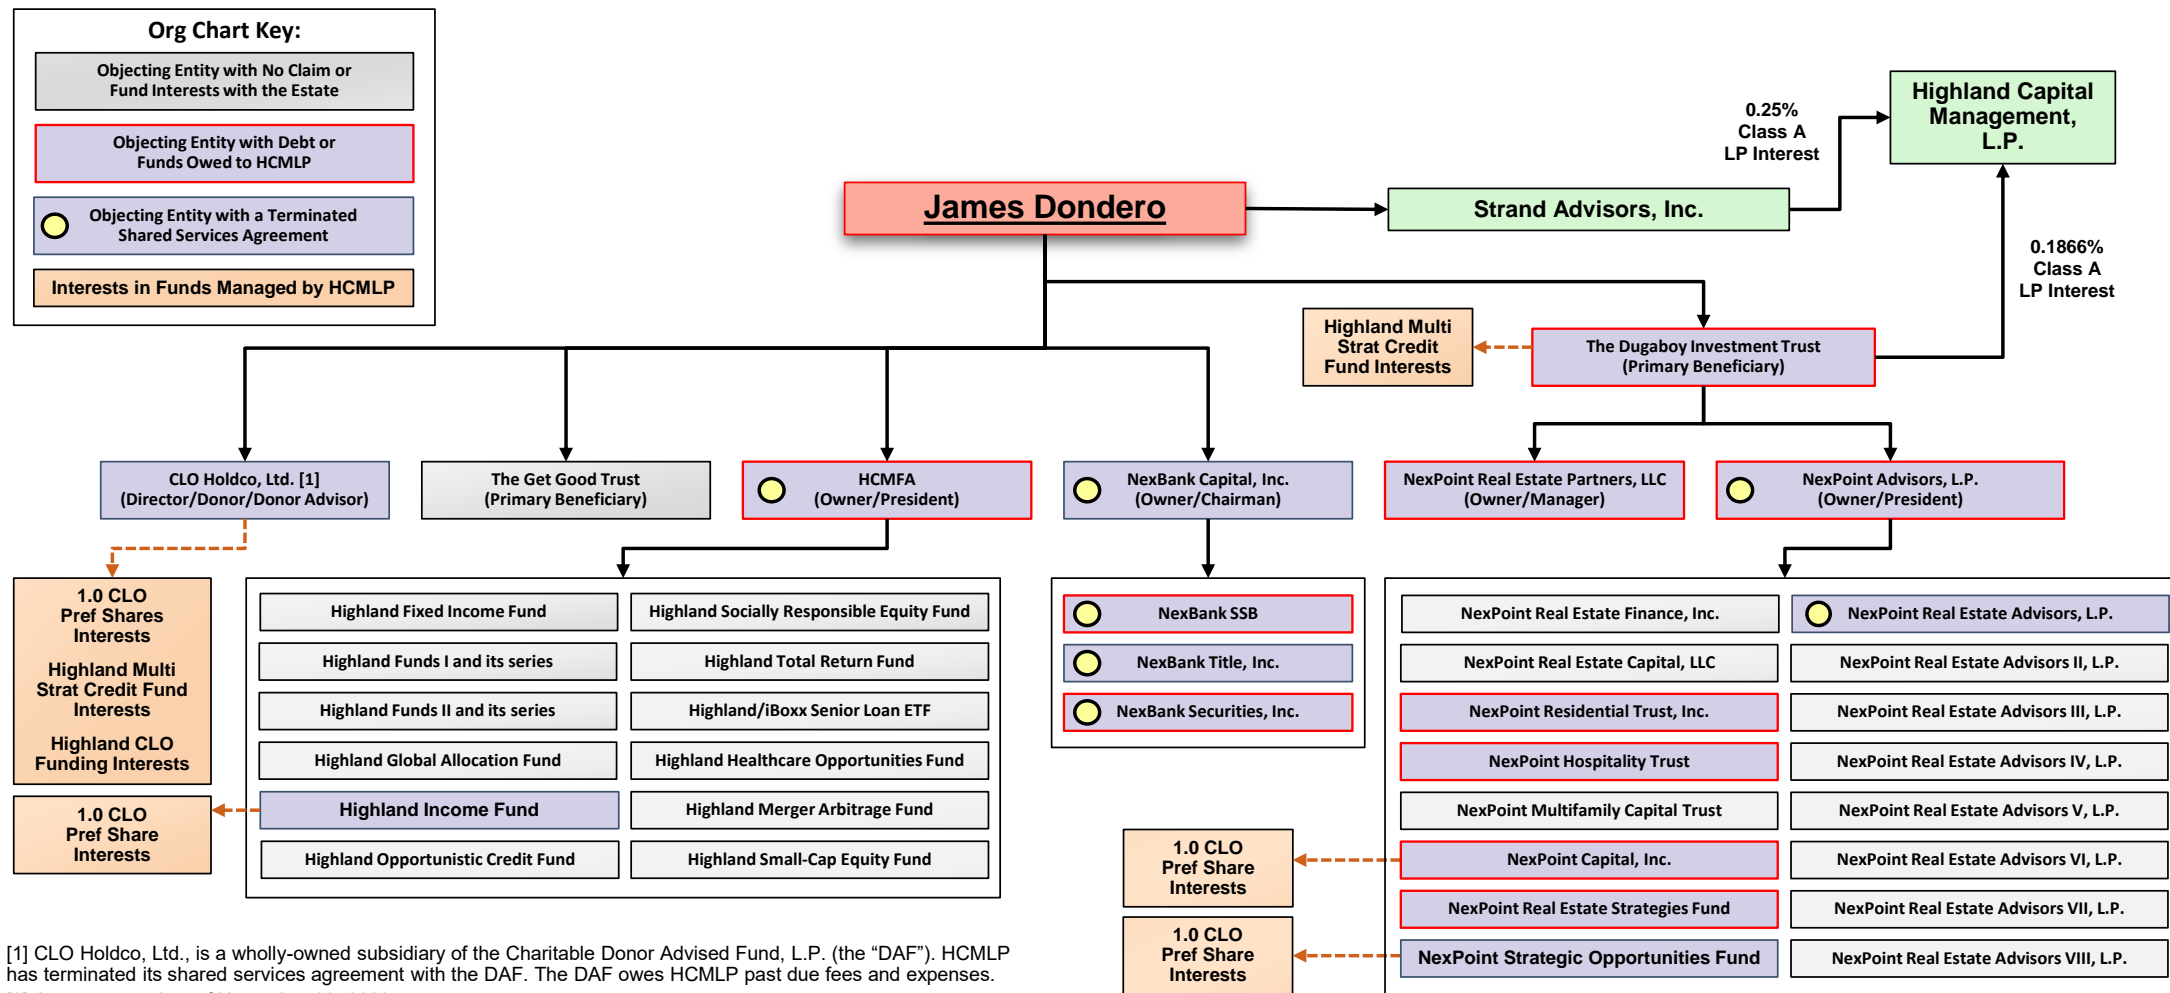 Org Chart Key:
Objecting Entity with No Claim or
Fund Interests with the Estate
Objecting Entity with Debt or
Funds Owed to HCMLP
Objecting Entity with a Terminated
Shared Services Agreement
Interests in Funds Managed by HCMLP
Highland Capital
Management,
L.P.
0.25%
Class A
LP Interest
James Dondero
Strand Advisors, Inc.
0.1866%
Class A
LP Interest
Highland Multi
Strat Credit
Fund Interests
The Dugaboy Investment Trust
(Primary Beneficiary)
CLO Holdco, Ltd. [1]
(Director/Donor/Donor Advisor)
The Get Good Trust
(Primary Beneficiary)
HCMFA
(Owner/President)
NexBank Capital, Inc.
(Owner/Chairman)
NexPoint Real Estate Partners, LLC
(Owner/Manager)
NexPoint Advisors, L.P.
(Owner/President)
1.0 CLO
Pref Shares
Interests
Highland Multi
Strat Credit Fund
Interests
Highland CLO
Funding Interests
1.0 CLO
Pref Share
Interests
Highland Fixed Income Fund
Highland Funds I and its series
Highland Funds II and its series
Highland Global Allocation Fund
Highland Income Fund
Highland Opportunistic Credit Fund
Highland Socially Responsible Equity Fund
Highland Total Return Fund
Highland/iBoxx Senior Loan ETF
Highland Healthcare Opportunities Fund
Highland Merger Arbitrage Fund
Highland Small-Cap Equity Fund
NexBank SSB
NexBank Title, Inc.
NexBank Securities, Inc.
1.0 CLO
Pref Share
Interests
1.0 CLO
Pref Share
Interests
NexPoint Real Estate Finance, Inc.
NexPoint Real Estate Capital, LLC
NexPoint Residential Trust, Inc.
NexPoint Hospitality Trust
NexPoint Multifamily Capital Trust
NexPoint Capital, Inc.
NexPoint Real Estate Strategies Fund
NexPoint Strategic Opportunities Fund
NexPoint Real Estate Advisors, L.P.
NexPoint Real Estate Advisors II, L.P.
NexPoint Real Estate Advisors III, L.P.
NexPoint Real Estate Advisors IV, L.P.
NexPoint Real Estate Advisors V, L.P.
NexPoint Real Estate Advisors VI, L.P.
NexPoint Real Estate Advisors VII, L.P.
NexPoint Real Estate Advisors VIII, L.P.
[1] CLO Holdco, Ltd., is a wholly-owned subsidiary of the Charitable Donor Advised Fund, L.P. (the “DAF”). HCMLP
has terminated its shared services agreement with the DAF. The DAF owes HCMLP past due fees and expenses.